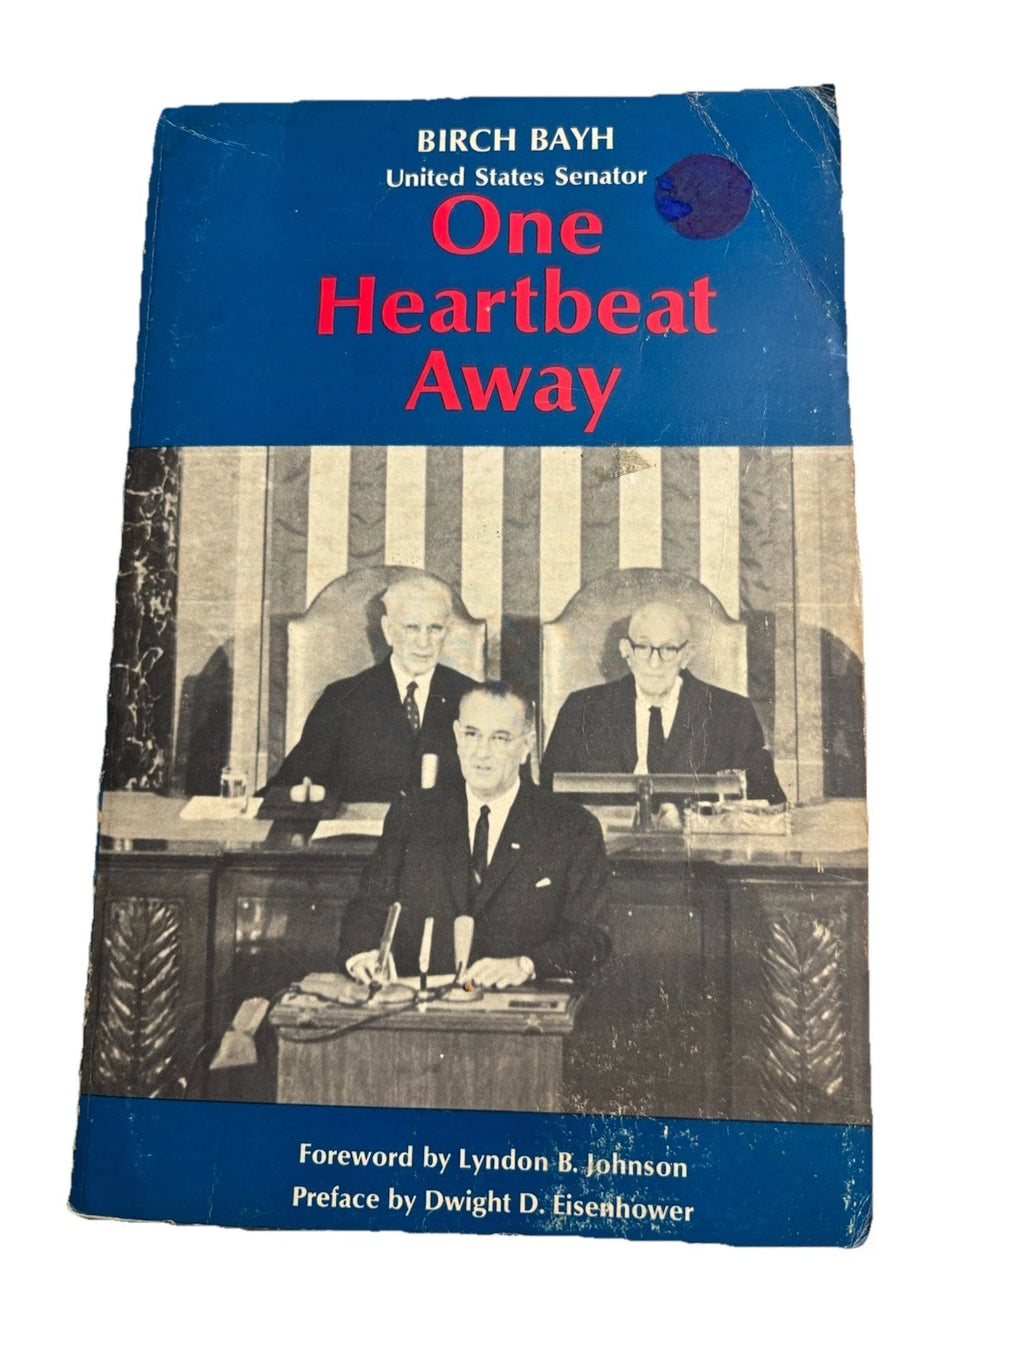 BIRCH BAYH
United States Senator
One
Heartbeat
Away
Foreword by Lyndon B. Johnson
Preface by Dwight D. Eisenhower